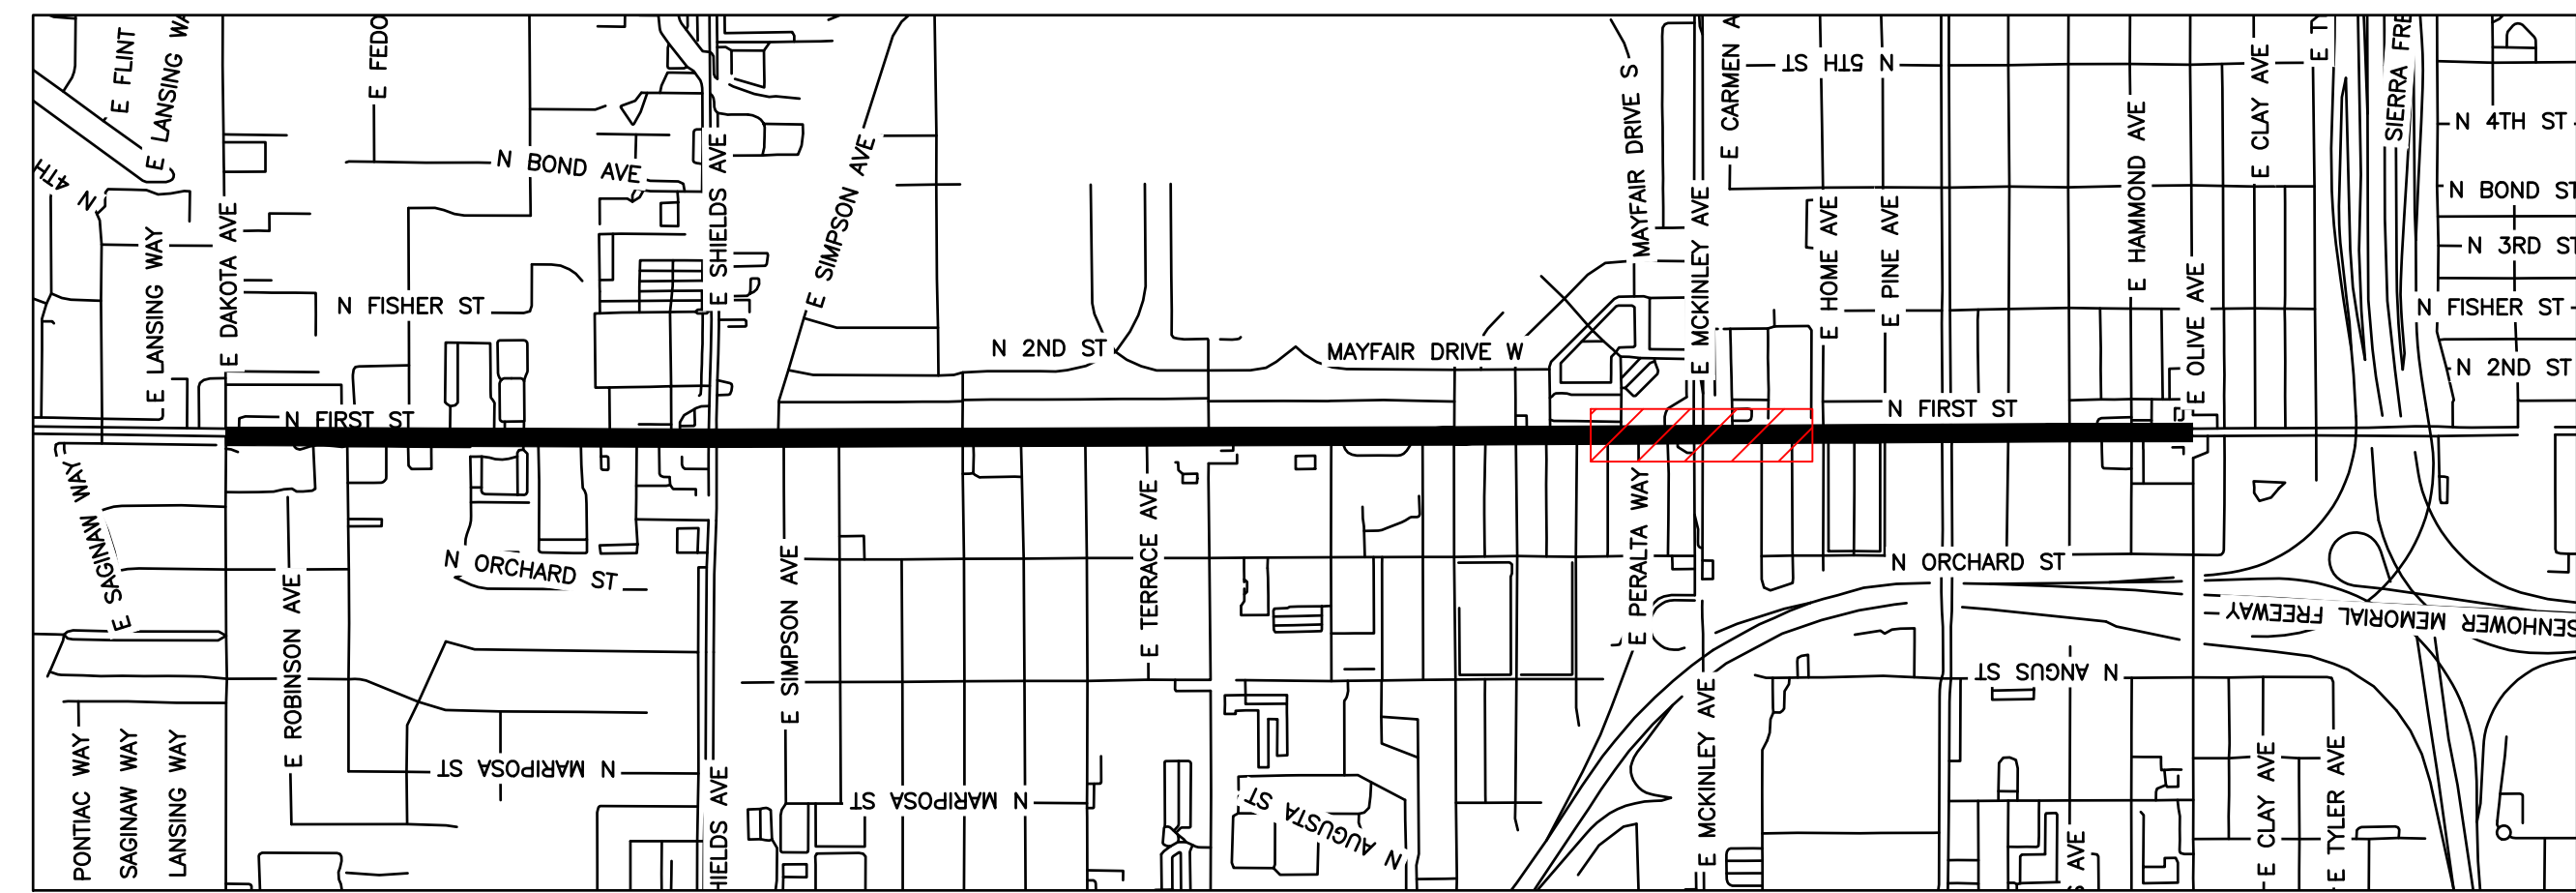 E FLINT
E LANSING WA
E FEDO
N 4TH
N BOND AVE
E SHIELDS AVE
E SIMPSON AVE
E LANSING WAY
E DAKOTA AVE
N FISHER ST
N FIRST ST
N 2ND ST
MAYFAIR DRIVE W
MAYFAIR DRIVE S
E MCKINLEY AVE
E CARMEN A
N 5TH ST
E HOME AVE
E PINE AVE
E HAMMOND AVE
E OLIVE AVE
E CLAY AVE
E T
SIERRA FRE
N 4TH ST
N BOND ST
N 3RD ST
N FISHER ST
N 2ND ST
N FIRST ST
E SAGINAW WAY
N ORCHARD ST
E ROBINSON AVE
E SIMPSON AVE
E TERRACE AVE
E PERALTA WAY
N ORCHARD ST
SENHOWER MEMORIAL FREEWAY
N ANGUS ST
PONTIAC WAY
SAGINAW WAY
LANSING WAY
N MARIPOSA ST
HIELDS AVE
N MARIPOSA ST
N AUGUSTA ST
E MCKINLEY AVE
AVE
E CLAY AVE
E TYLER AVE